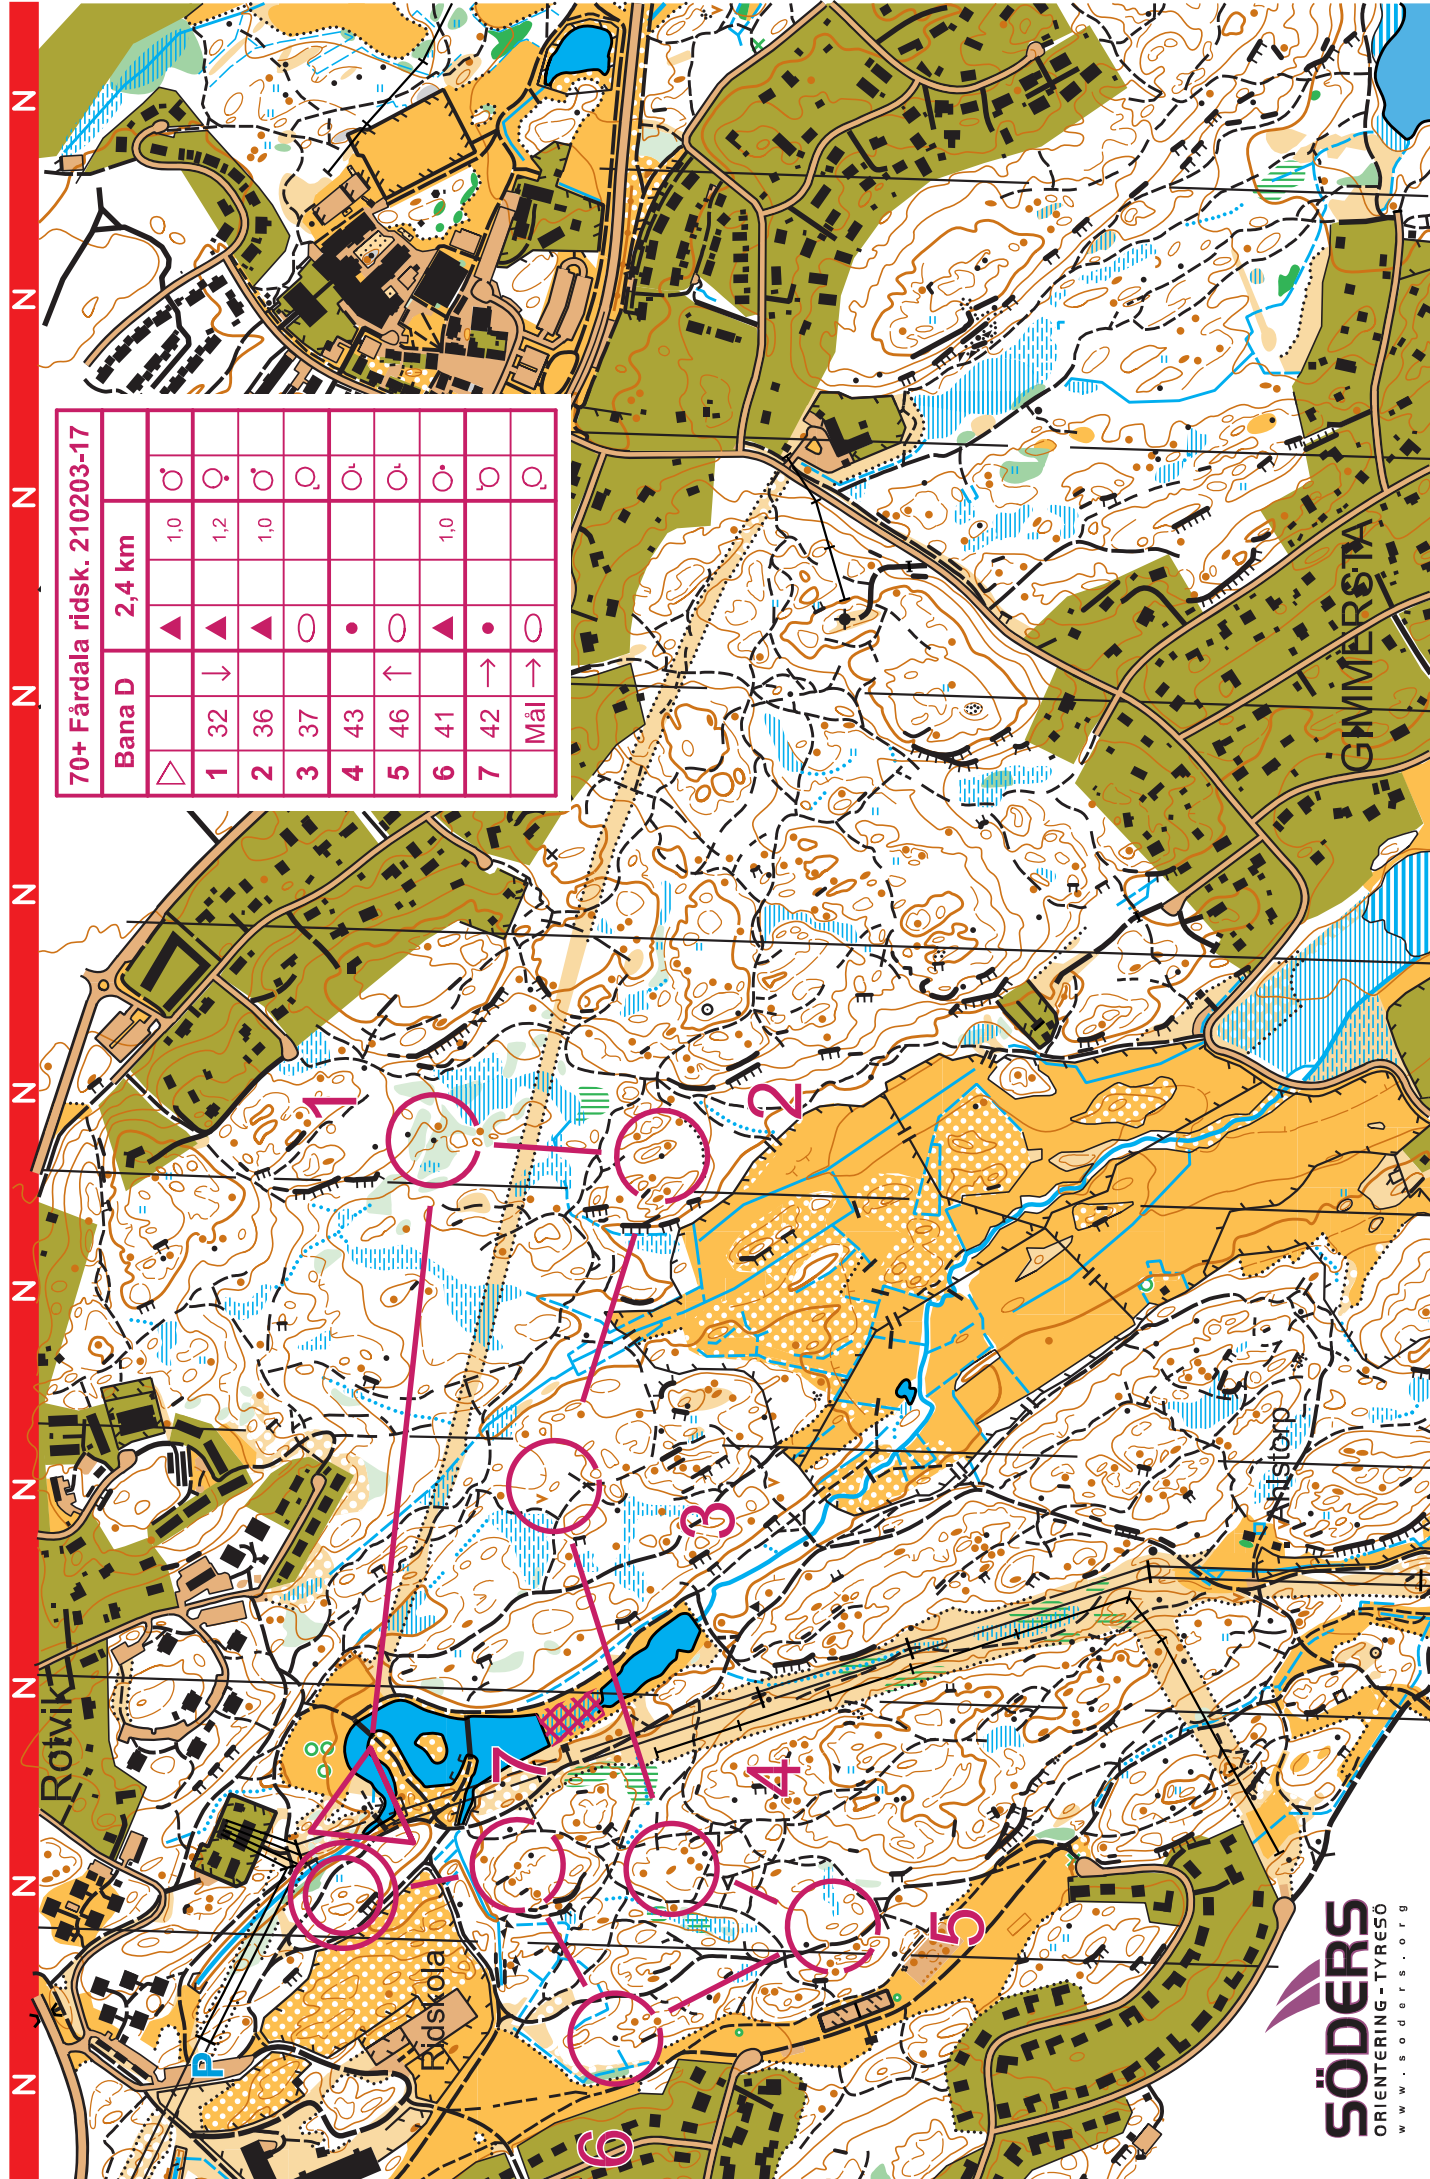 70+ Fårdala ridsk. 210203-17
Bana D 2,4 km
1,0
1 32 1,2
2 36 1,0
3 37
4 43
5 46
6 41 1,0
7 42
Mål
N N N N N N N N N N N
Rotvik
P
Ridskola
1
2
3
4
5
6
7
Ahlstorp
GIMMERSTA
SÖDERS
ORIENTERING - TYRESÖ
www.soders.org